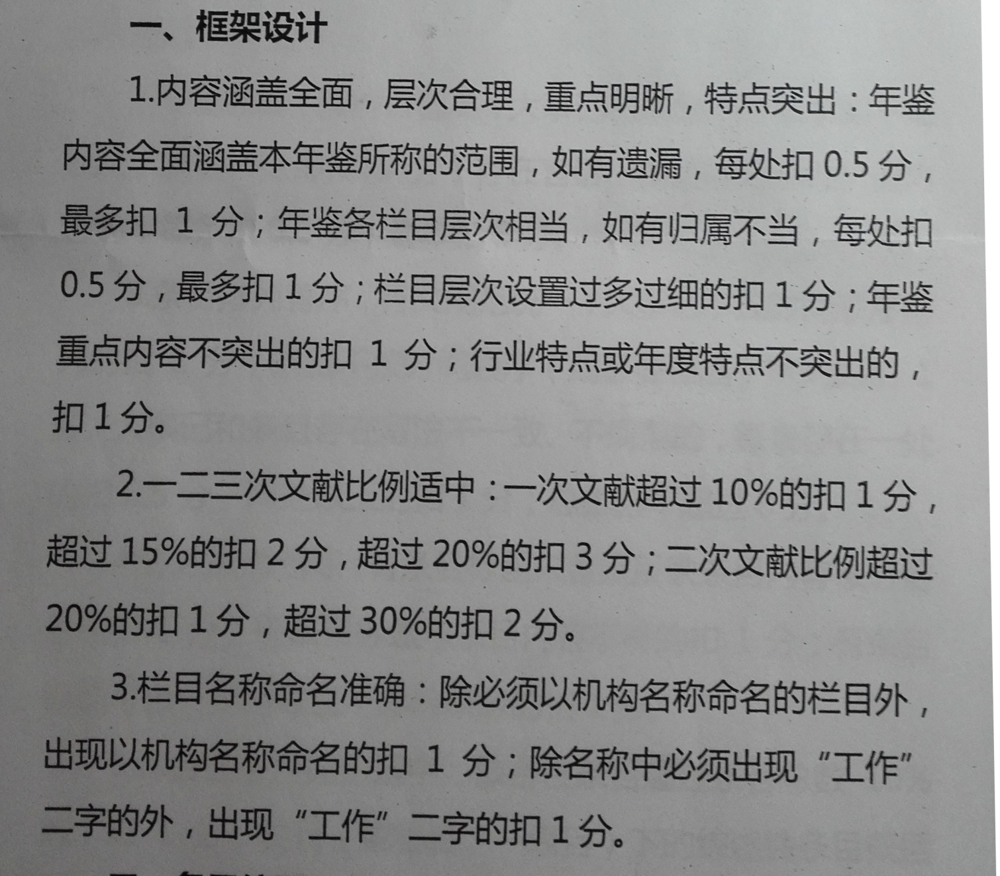 一、框架设计
1.内容涵盖全面，层次合理，重点明晰，特点突出：年鉴
内容全面涵盖本年鉴所称的范围，如有遗漏，每处扣 0.5 分，
最多扣 1 分；年鉴各栏目层次相当，如有归属不当，每处扣
0.5 分，最多扣 1 分；栏目层次设置过多过细的扣 1 分；年鉴
重点内容不突出的扣 1 分；行业特点或年度特点不突出的，
扣 1 分。
2.一二三次文献比例适中：一次文献超过 10%的扣 1 分，
超过 15%的扣 2 分，超过 20%的扣 3 分；二次文献比例超过
20%的扣 1 分，超过 30%的扣 2 分。
3.栏目名称命名准确：除必须以机构名称命名的栏目外，
出现以机构名称命名的扣 1 分；除名称中必须出现“工作”
二字的外，出现“工作”二字的扣 1 分。